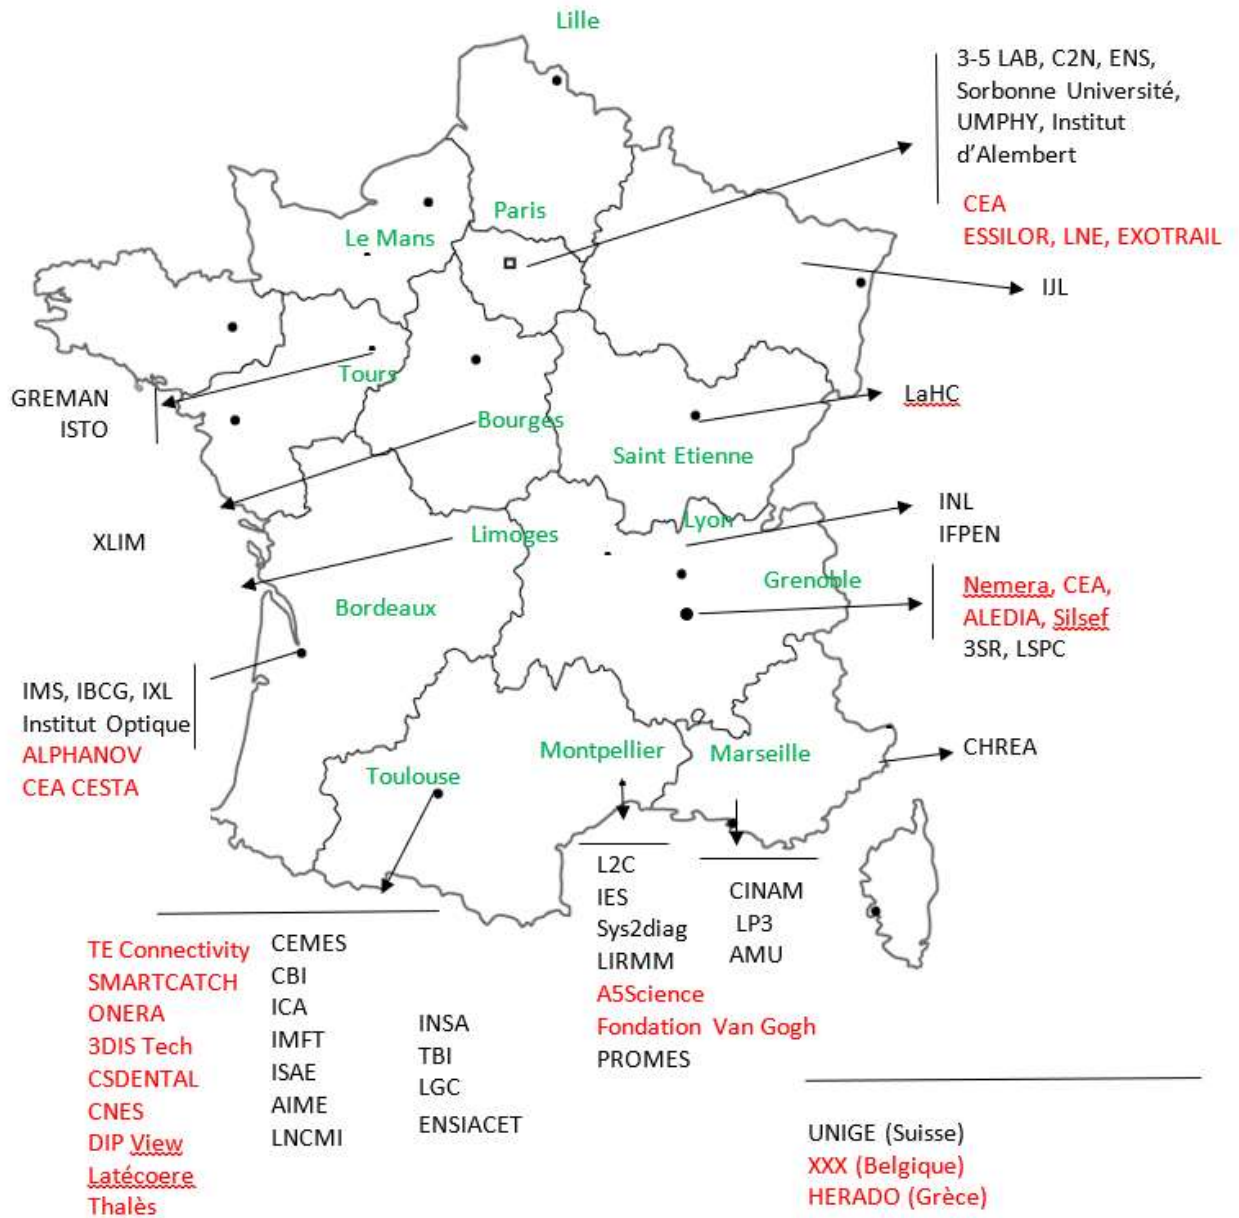 Lille
3-5 LAB, C2N, ENS,
Sorbonne Université,
UMPHY, Institut
d’Alembert
CEA
ESSILOR, LNE, EXOTRAIL
Paris
Le Mans
IJL
Tours
GREMAN
ISTO
LaHC
Bourges
Saint Etienne
INL
IFPEN
Lyon
Limoges
XLIM
Grenoble
Nemera, CEA,
ALEDIA, Silsef
3SR, LSPC
Bordeaux
IMS, IBCG, IXL
Institut Optique
ALPHANOV
CEA CESTA
Montpellier
Marseille
CHREA
Toulouse
TE Connectivity
SMARTCATCH
ONERA
3DIS Tech
CSDENTAL
CNES
DIP View
Latécoere
Thalès
CEMES
CBI
ICA
IMFT
ISAE
AIME
LNCMI
INSA
TBI
LGC
ENSIACET
L2C
IES
Sys2diag
LIRMM
A5Science
Fondation Van Gogh
PROMES
CINAM
LP3
AMU
UNIGE (Suisse)
XXX (Belgique)
HERADO (Grèce)